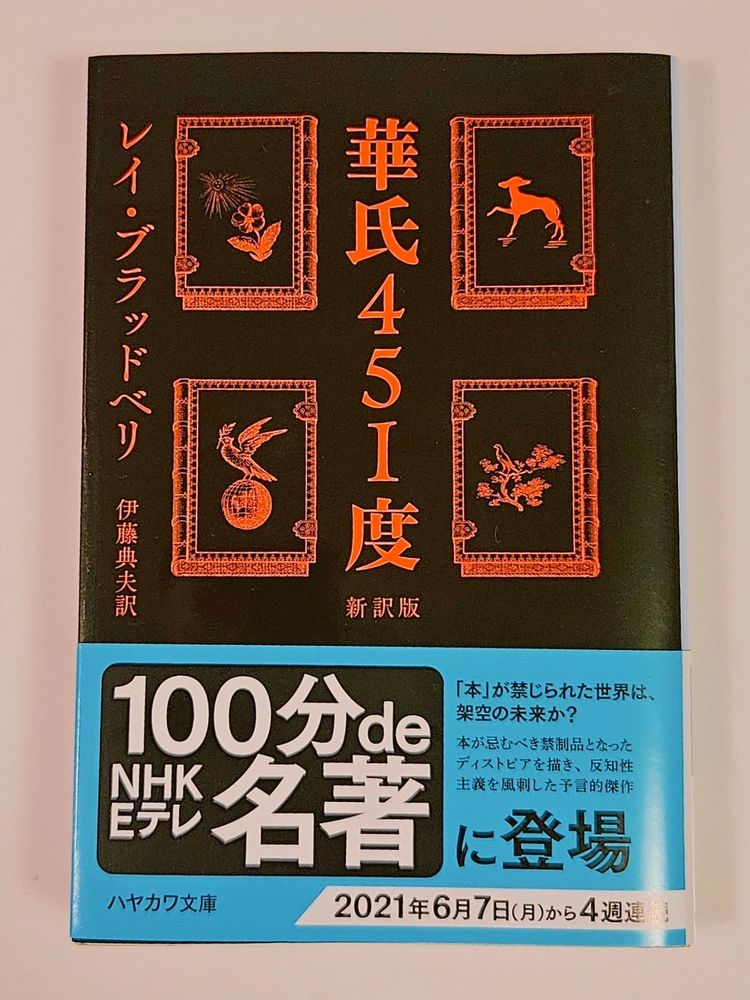 華氏451度
新訳版
レイ・ブラッドベリ
伊藤典夫訳
100分de
NHK
Eテレ
名著
「本」が禁じられた世界は、
架空の未来か?
本が忌むべき禁制品となった
ディストピアを描き、反知性
主義を風刺した予言的傑作
に登場
ハヤカワ文庫
2021年6月7日(月)から4週連続